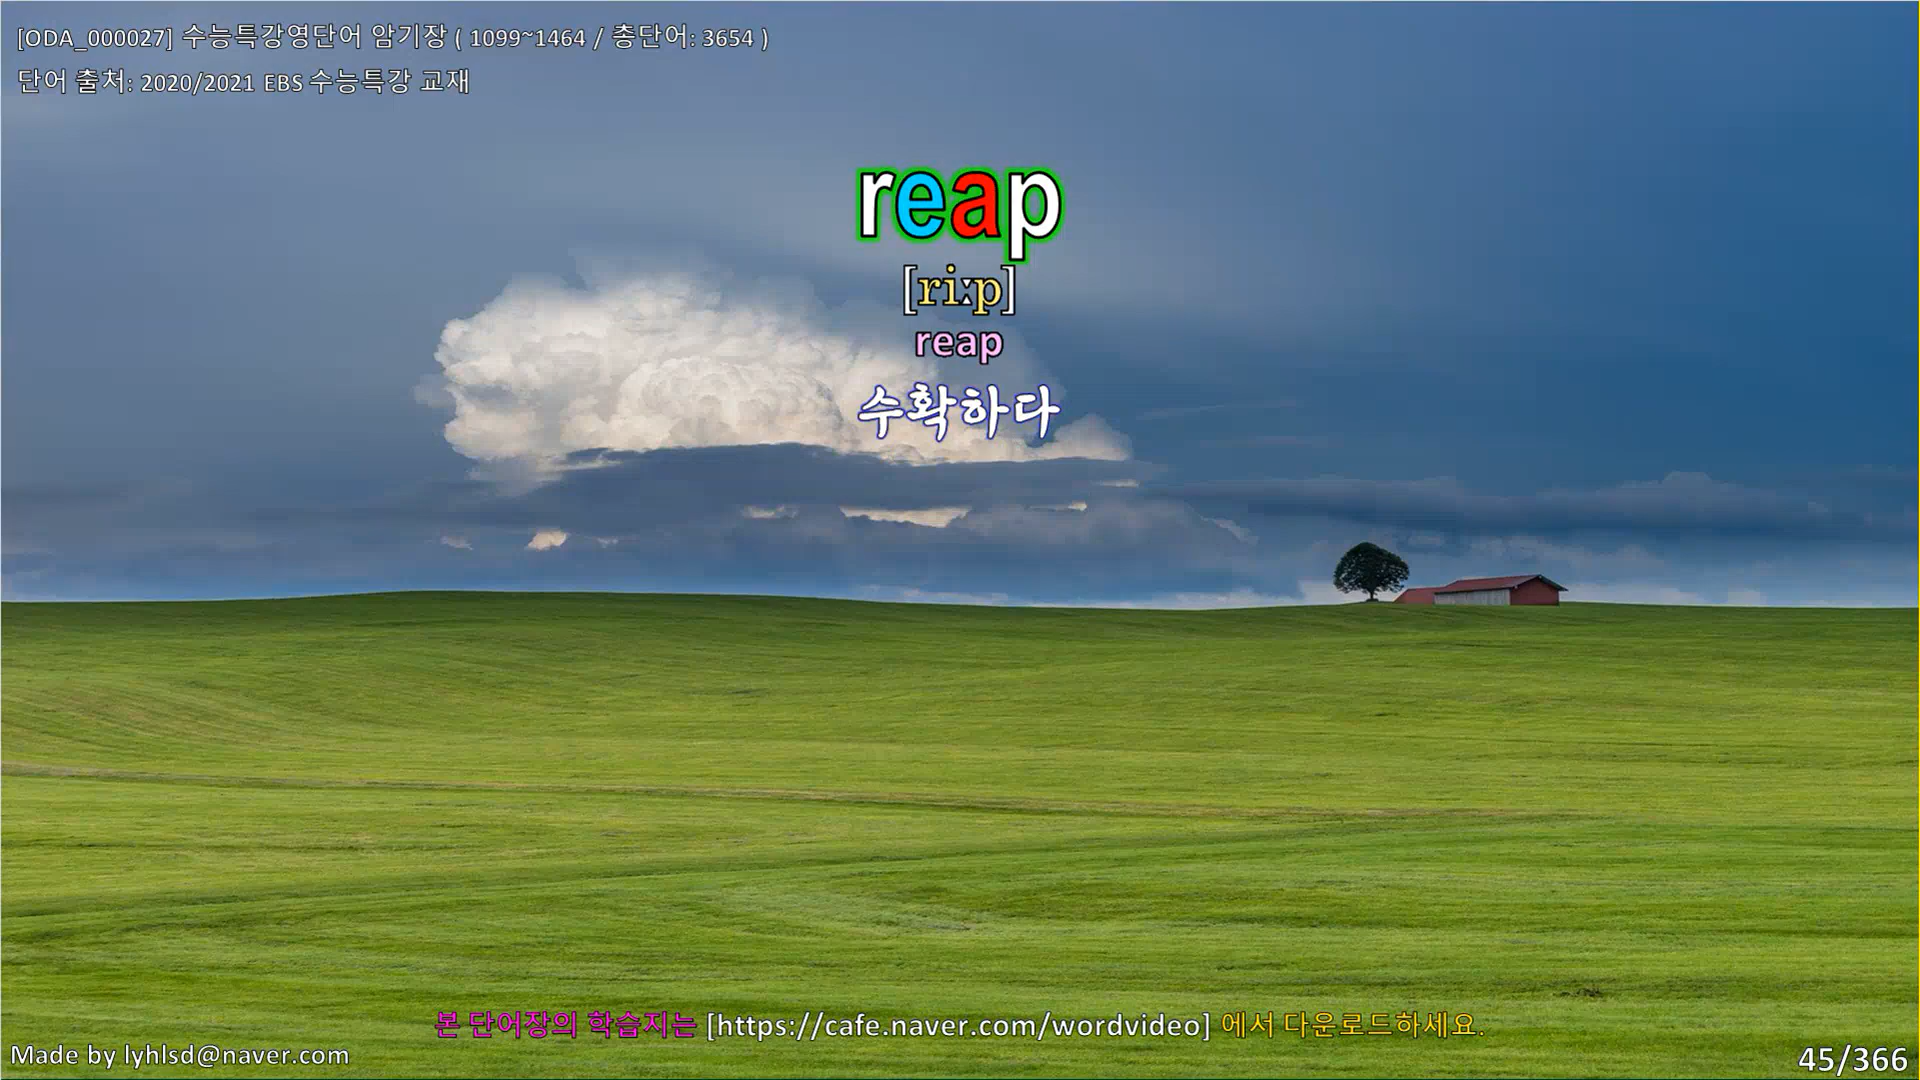 [ODA_000027] 수능특강영단어 암기장 ( 1099~1464 / 총단어: 3654 )
단어 출처: 2020/2021 EBS 수능특강 교재
reap
[riːp]
reap
수확하다
본 단어장의 학습지는 [https://cafe.naver.com/wordvideo] 에서 다운로드하세요.
Made by lyhlsd@naver.com
45/366